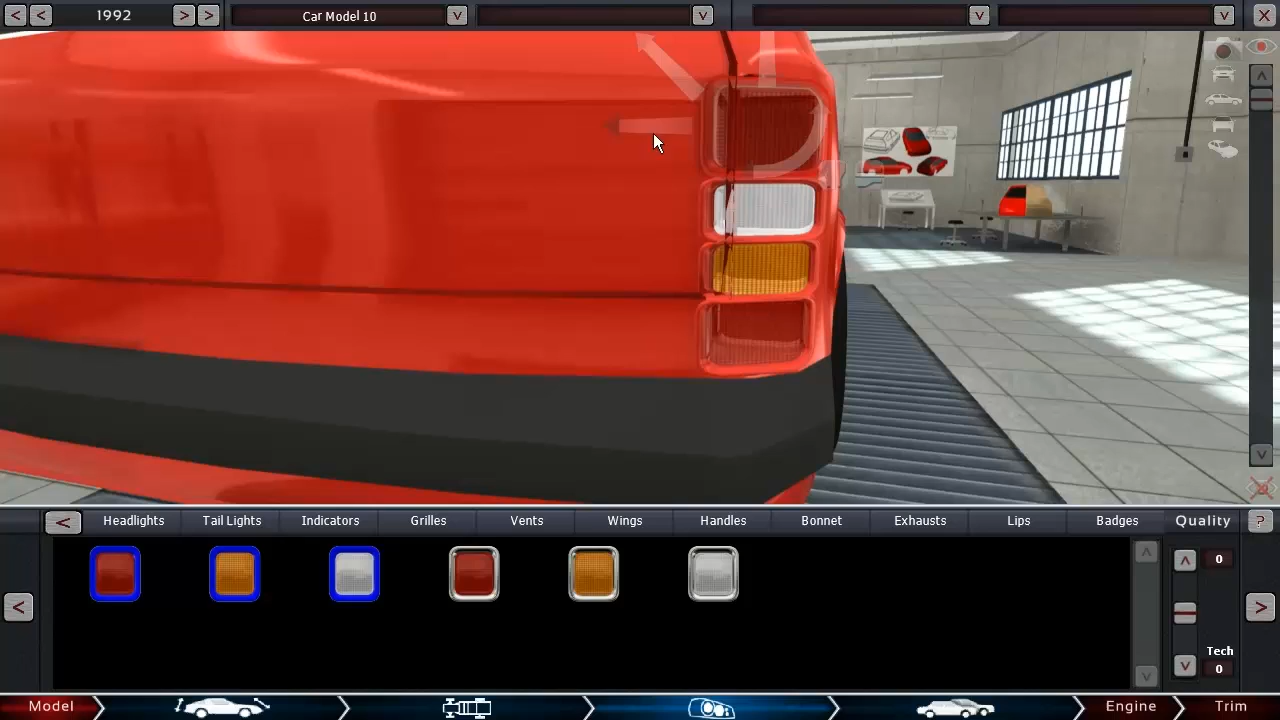 1992
Car Model 10
Headlights
Tail Lights
Indicators
Grilles
Vents
Wings
Handles
Bonnet
Exhausts
Lips
Badges
Quality
?
0
Tech
0
Model
Engine
Trim